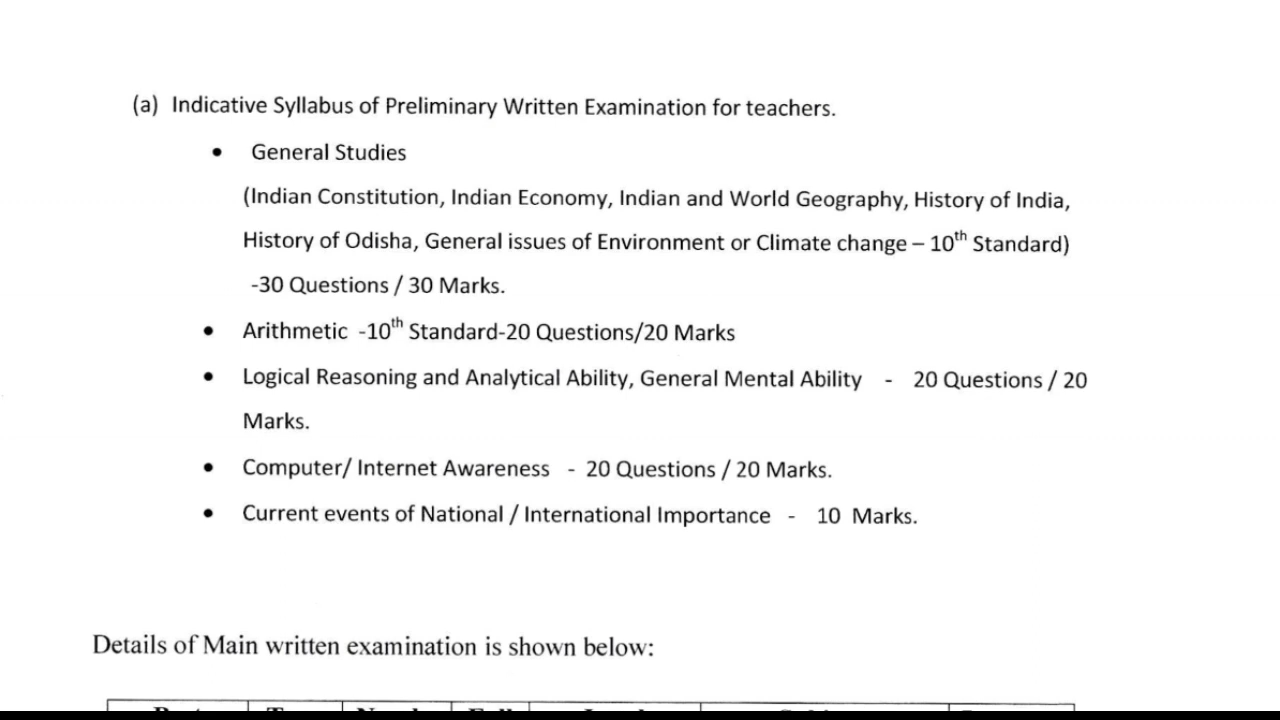 (a) Indicative Syllabus of Preliminary Written Examination for teachers.
• General Studies
(Indian Constitution, Indian Economy, Indian and World Geography, History of India,
History of Odisha, General issues of Environment or Climate change – 10th Standard)
-30 Questions / 30 Marks.
• Arithmetic -10th Standard-20 Questions/20 Marks
• Logical Reasoning and Analytical Ability, General Mental Ability - 20 Questions / 20
Marks.
• Computer/ Internet Awareness - 20 Questions / 20 Marks.
• Current events of National / International Importance - 10 Marks.
Details of Main written examination is shown below: